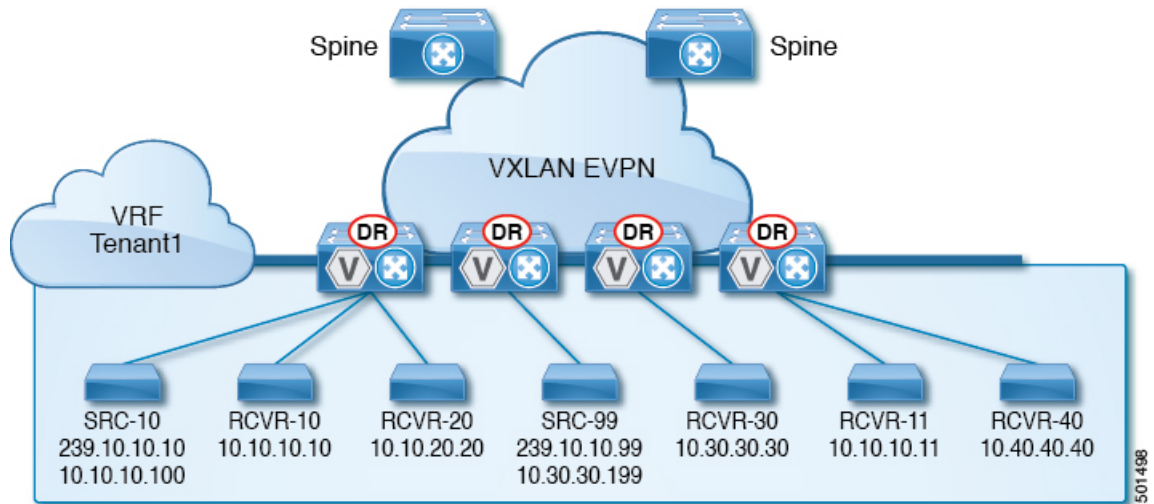 Spine
Spine
VXLAN EVPN
VRF
Tenant1
DR
DR
DR
DR
V
V
V
V
SRC-10
239.10.10.10
10.10.10.100
RCVR-10
10.10.10.10
RCVR-20
10.10.20.20
SRC-99
239.10.10.99
10.30.30.199
RCVR-30
10.30.30.30
RCVR-11
10.10.10.11
RCVR-40
10.40.40.40
501498